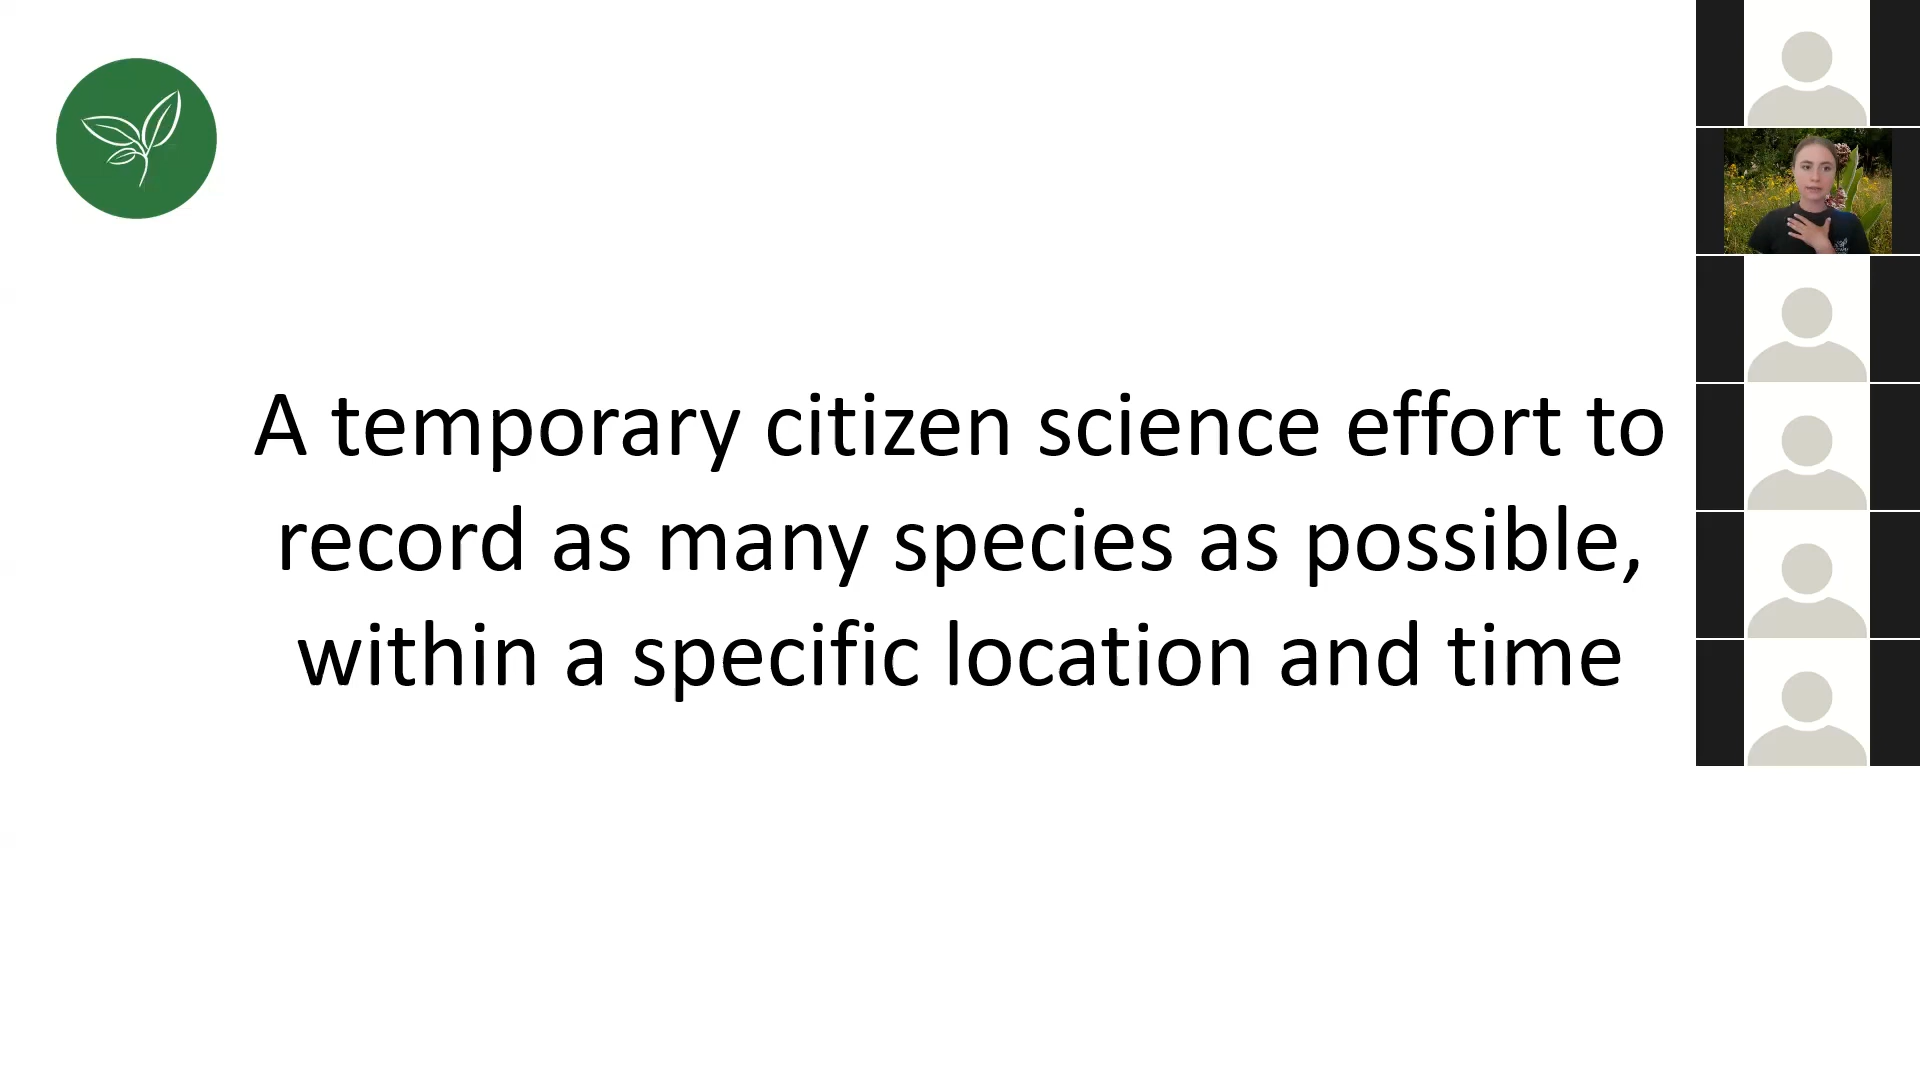 A temporary citizen science effort to
record as many species as possible,
within a specific location and time